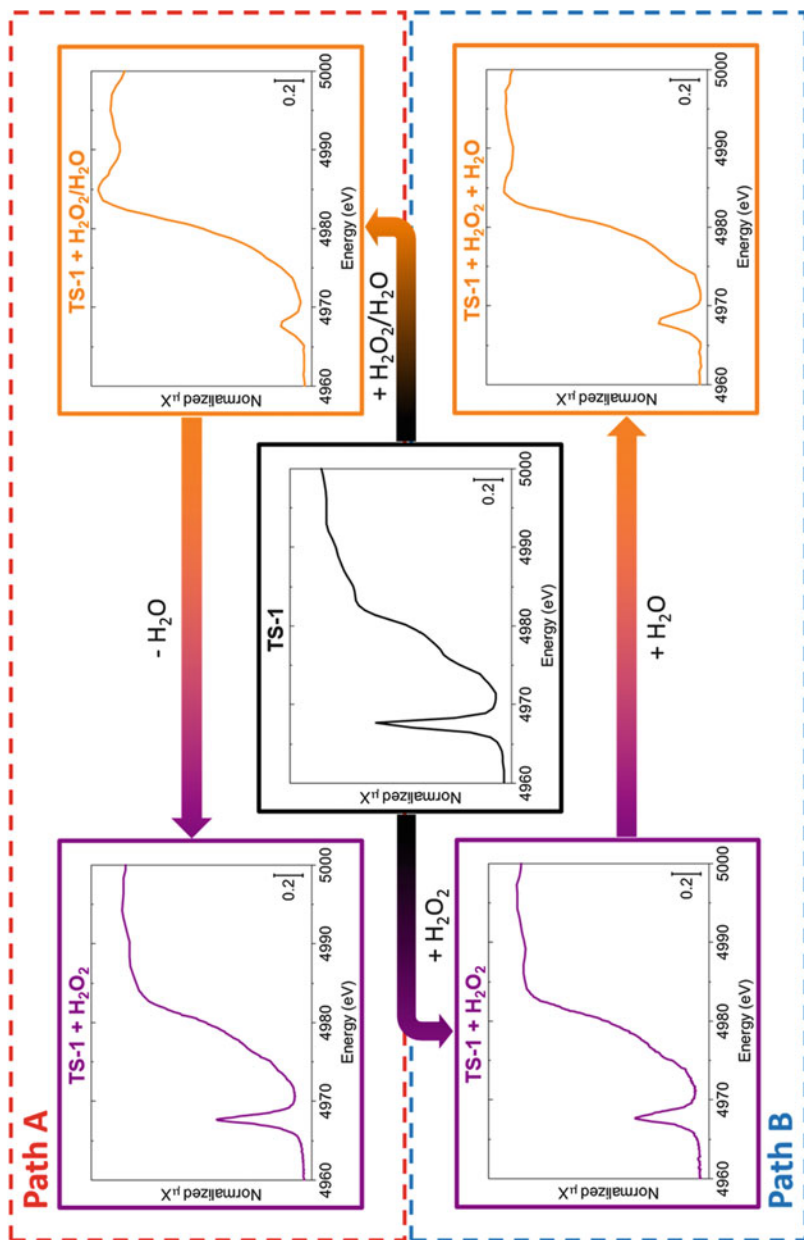 Path A
TS-1 + H₂O₂
Normalized μX
0.2
4960 4970 4980 4990 5000
Energy (eV)
- H₂O
TS-1 + H₂O₂/H₂O
Normalized μX
0.2
4960 4970 4980 4990 5000
Energy (eV)
+ H₂O₂
TS-1
Normalized μX
0.2
4960 4970 4980 4990 5000
Energy (eV)
+ H₂O₂/H₂O
TS-1 + H₂O₂
Normalized μX
0.2
4960 4970 4980 4990 5000
Energy (eV)
+ H₂O
TS-1 + H₂O₂ + H₂O
Normalized μX
0.2
4960 4970 4980 4990 5000
Energy (eV)
Path B